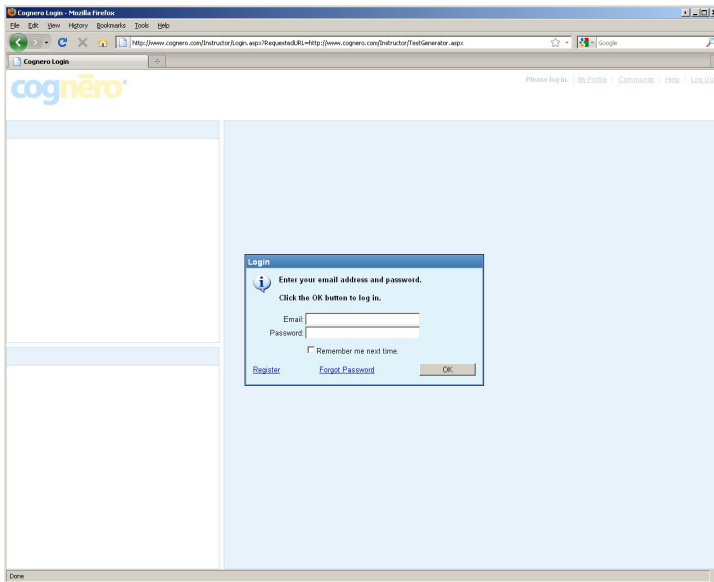 Cognero Login - Mozilla Firefox
File Edit View History Bookmarks Tools Help
http://www.cognero.com/Instructor/Login.aspx?RequestedURL=http://www.cognero.com/Instructor/TestGenerator.aspx
Google
Cognero Login
cognēro
Please log in. | My Profile | Community | Help | Log Ou
Login
Enter your email address and password.
Click the OK button to log in.
Email:
Password:
Remember me next time.
Register Forgot Password OK
Done